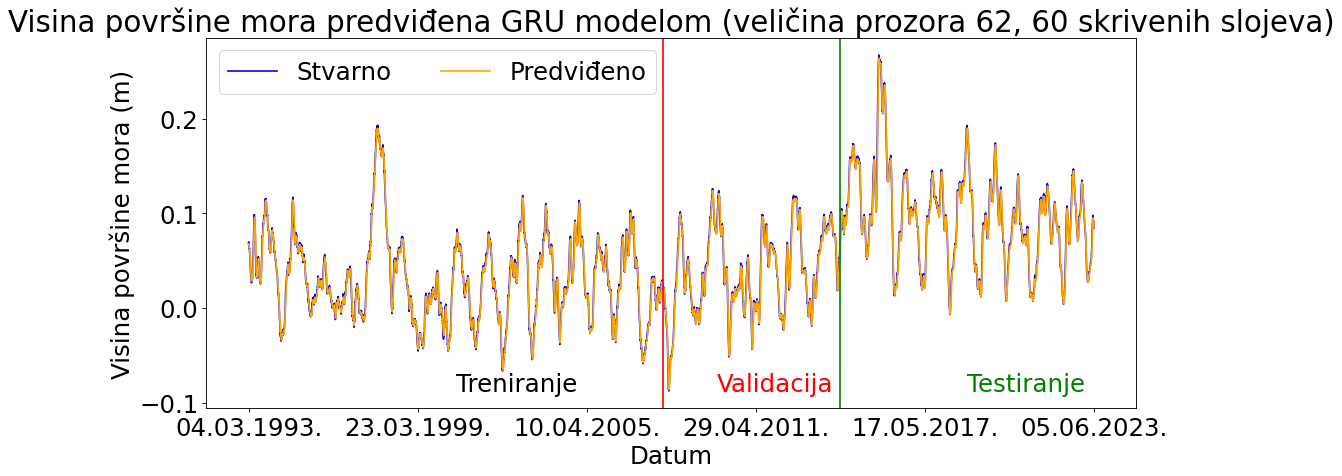 Visina površine mora predviđena GRU modelom (veličina prozora 62, 60 skrivenih slojeva)
Stvarno
Predviđeno
Visina površine mora (m)
0.2
0.1
0.0
−0.1
Treniranje
Validacija
Testiranje
04.03.1993.
23.03.1999.
10.04.2005.
29.04.2011.
17.05.2017.
05.06.2023.
Datum